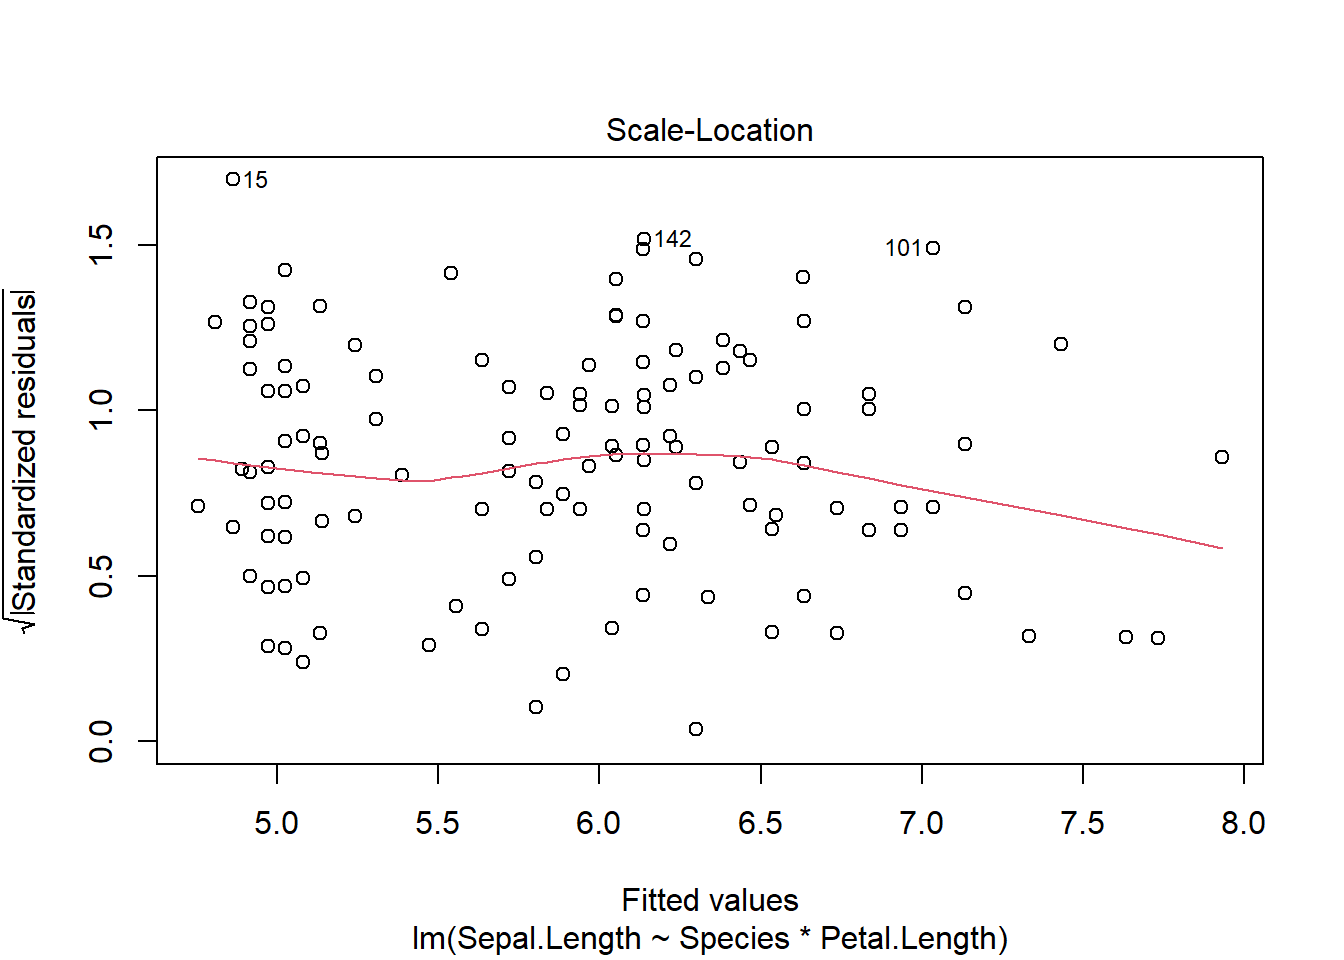 Scale-Location
15
142
101
√|Standardized residuals|
0.0
0.5
1.0
1.5
5.0 5.5 6.0 6.5 7.0 7.5 8.0
Fitted values
lm(Sepal.Length ~ Species * Petal.Length)